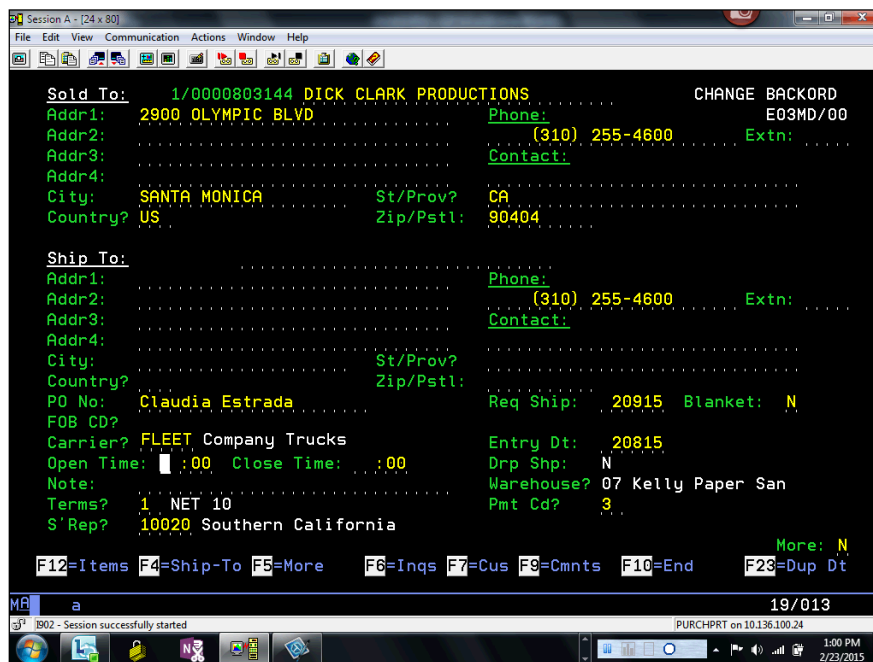 Session A - [24 x 80]
File Edit View Communication Actions Window Help
Sold To: 1/0000803144 DICK CLARK PRODUCTIONS CHANGE BACKORD
Addr1: 2900 OLYMPIC BLVD Phone: E03MD/00
Addr2: (310) 255-4600 Extn:
Addr3: Contact:
Addr4:
City: SANTA MONICA St/Prov? CA
Country? US Zip/Pstl: 90404
Ship To:
Addr1: Phone:
Addr2: (310) 255-4600 Extn:
Addr3: Contact:
Addr4:
City: St/Prov?
Country? Zip/Pstl:
PO No: Claudia Estrada Req Ship: 20915 Blanket: N
FOB CD?
Carrier? FLEET Company Trucks Entry Dt: 20815
Open Time: :00 Close Time: :00 Drp Shp: N
Note: Warehouse? 07 Kelly Paper San
Terms? 1 NET 10 Pmt Cd? 3
S'Rep? 10020 Southern California
More: N
F12=Items F4=Ship-To F5=More F6=Inqs F7=Cus F9=Cmnts F10=End F23=Dup Dt
MA a 19/013
I902 - Session successfully started PURCHPRT on 10.136.100.24
1:00 PM
2/23/2015